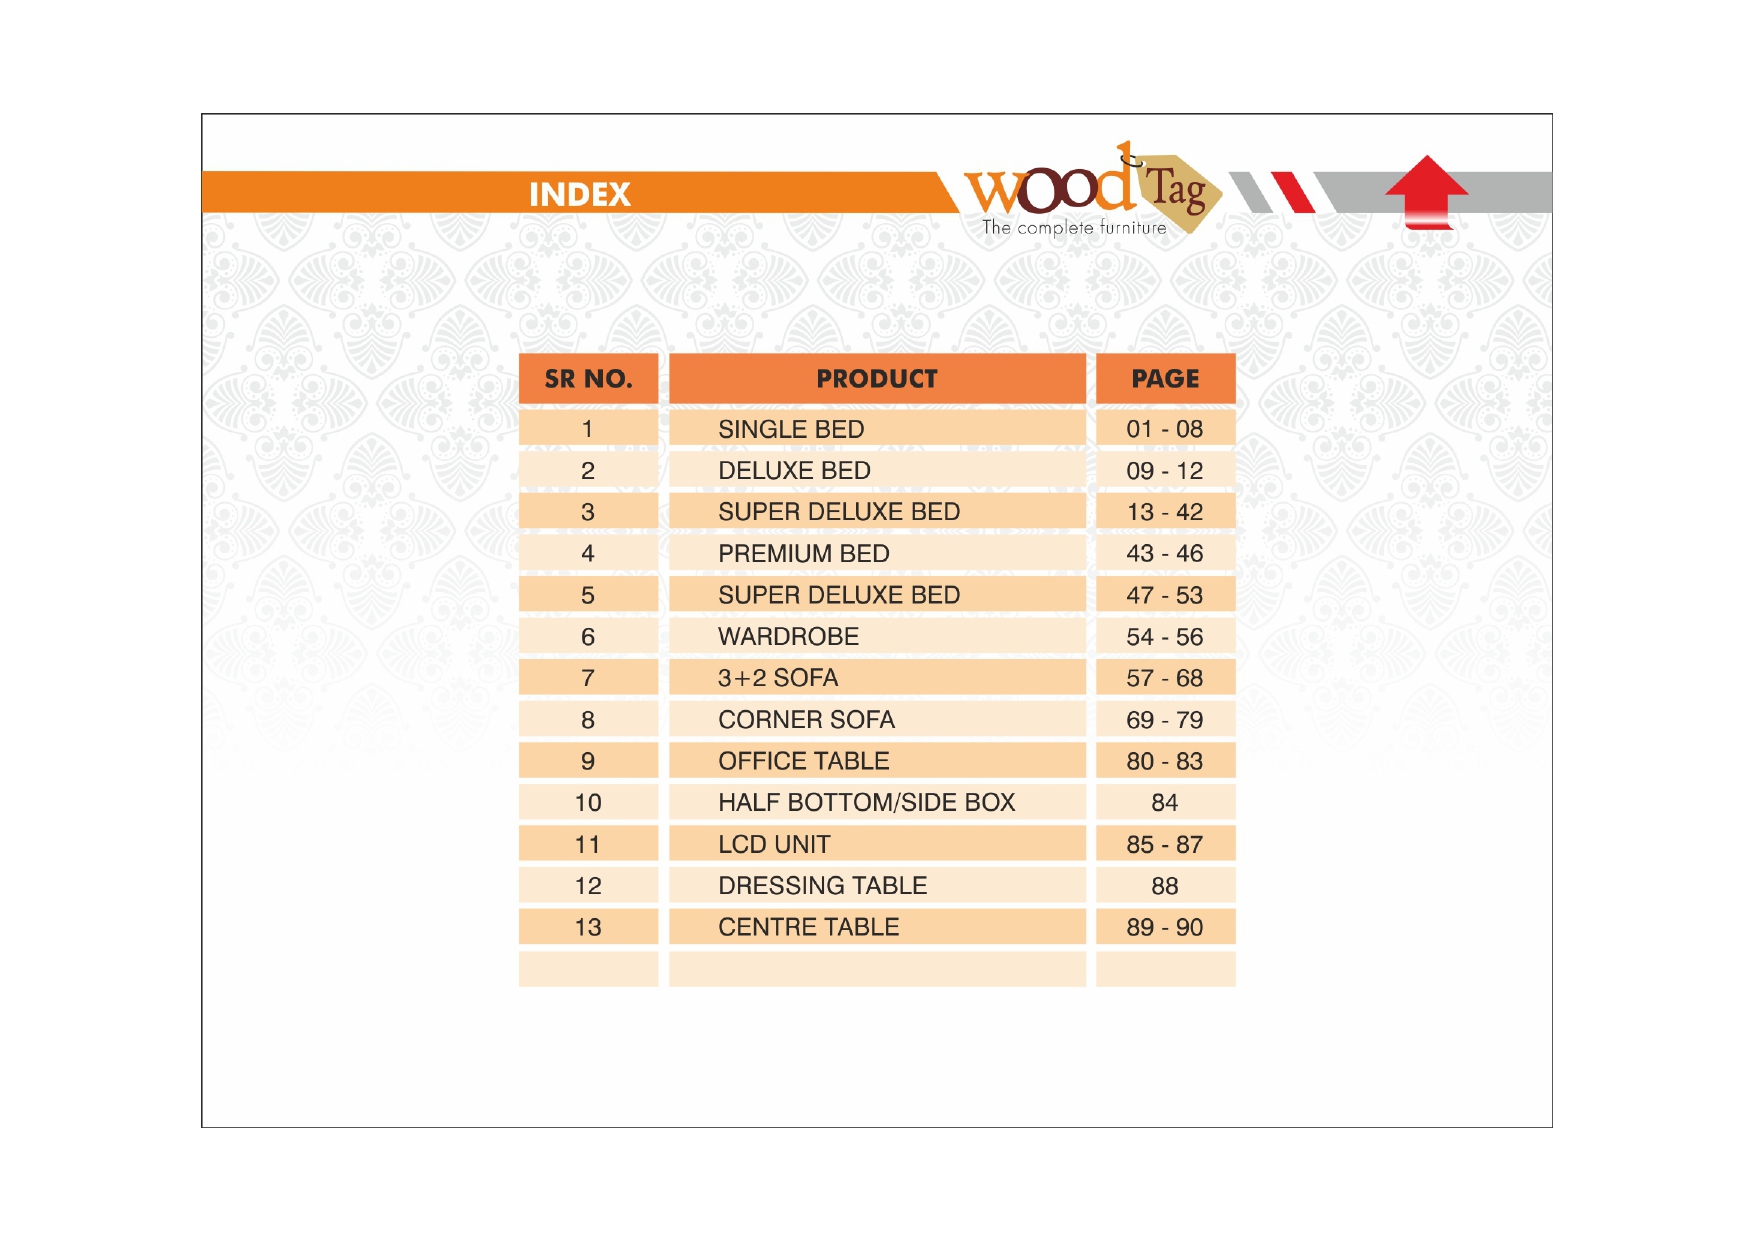 INDEX
wood Tag
The complete furniture
SR NO. PRODUCT PAGE
1 SINGLE BED 01 - 08
2 DELUXE BED 09 - 12
3 SUPER DELUXE BED 13 - 42
4 PREMIUM BED 43 - 46
5 SUPER DELUXE BED 47 - 53
6 WARDROBE 54 - 56
7 3+2 SOFA 57 - 68
8 CORNER SOFA 69 - 79
9 OFFICE TABLE 80 - 83
10 HALF BOTTOM/SIDE BOX 84
11 LCD UNIT 85 - 87
12 DRESSING TABLE 88
13 CENTRE TABLE 89 - 90